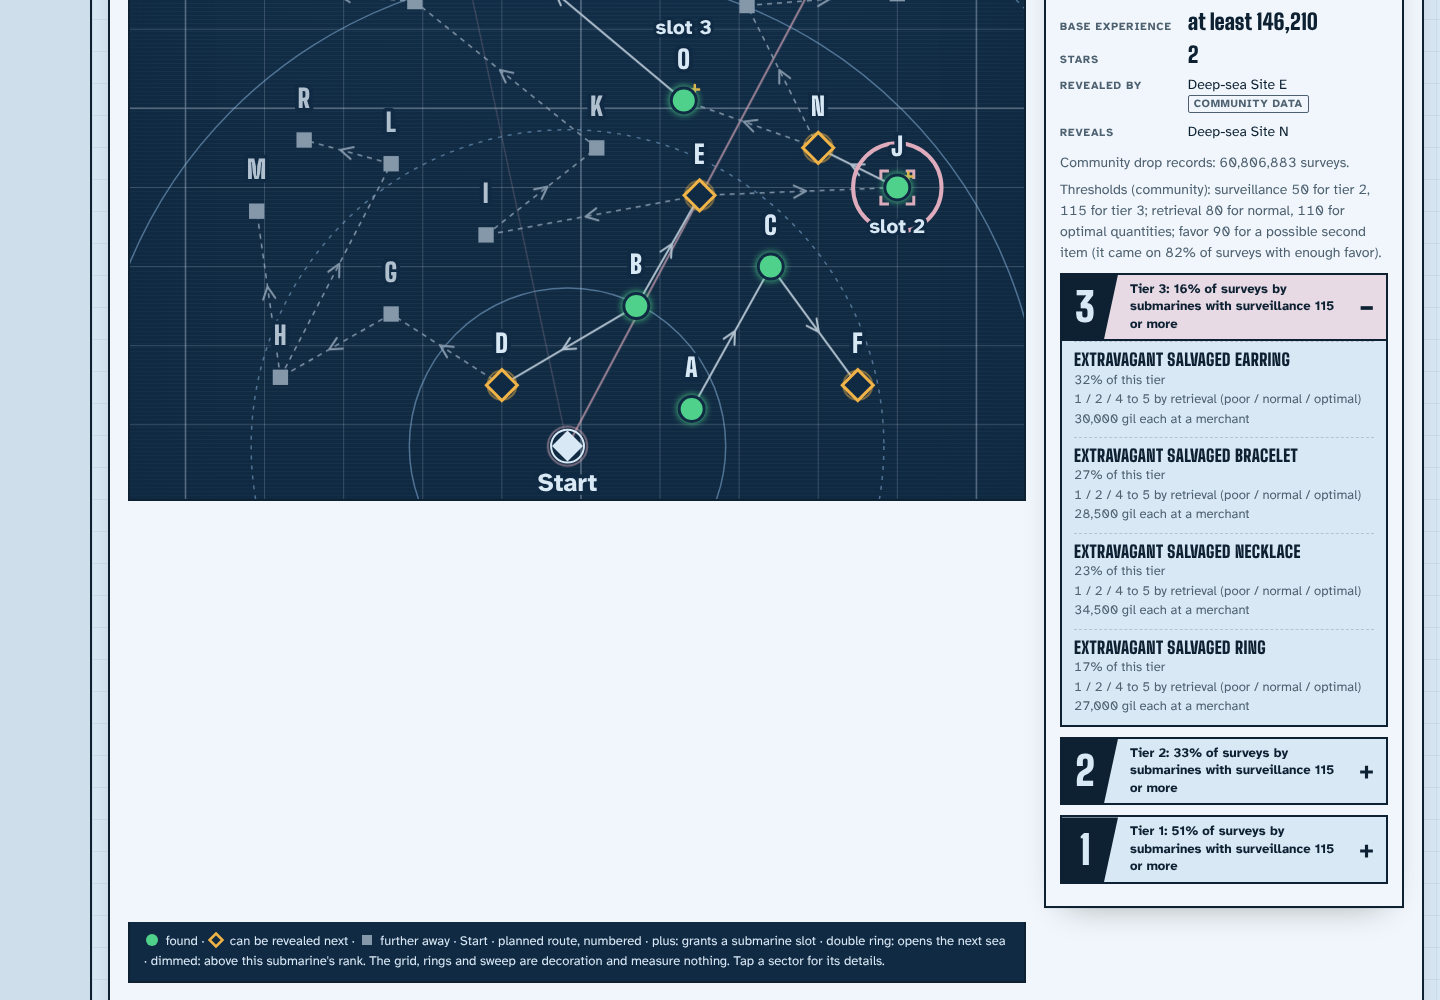 slot 3
O
R
L
K
N
M
I
E
J
slot 2
C
B
G
H
D
A
F
Start
found · can be revealed next · further away · Start · planned route, numbered · plus: grants a submarine slot · double ring: opens the next sea
· dimmed: above this submarine's rank. The grid, rings and sweep are decoration and measure nothing. Tap a sector for its details.
BASE EXPERIENCE at least 146,210
STARS 2
REVEALED BY Deep-sea Site E
COMMUNITY DATA
REVEALS Deep-sea Site N
Community drop records: 60,806,883 surveys.
Thresholds (community): surveillance 50 for tier 2,
115 for tier 3; retrieval 80 for normal, 110 for
optimal quantities; favor 90 for a possible second
item (it came on 82% of surveys with enough favor).
3
Tier 3: 16% of surveys by
submarines with surveillance 115
or more
–
EXTRAVAGANT SALVAGED EARRING
32% of this tier
1 / 2 / 4 to 5 by retrieval (poor / normal / optimal)
30,000 gil each at a merchant
EXTRAVAGANT SALVAGED BRACELET
27% of this tier
1 / 2 / 4 to 5 by retrieval (poor / normal / optimal)
28,500 gil each at a merchant
EXTRAVAGANT SALVAGED NECKLACE
23% of this tier
1 / 2 / 4 to 5 by retrieval (poor / normal / optimal)
34,500 gil each at a merchant
EXTRAVAGANT SALVAGED RING
17% of this tier
1 / 2 / 4 to 5 by retrieval (poor / normal / optimal)
27,000 gil each at a merchant
2
Tier 2: 33% of surveys by
submarines with surveillance 115
or more
+
1
Tier 1: 51% of surveys by
submarines with surveillance 115
or more
+